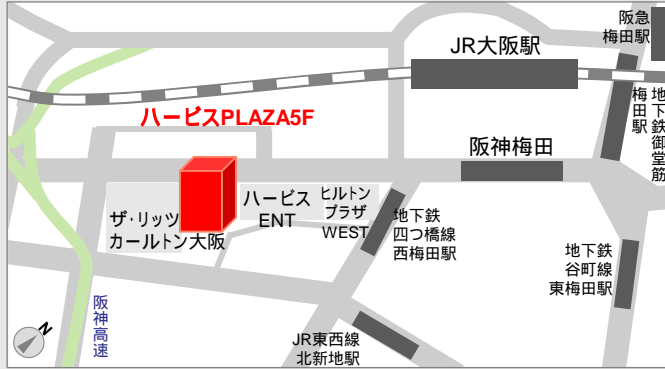 阪急
梅田駅
JR大阪駅
ハービスPLAZA5F
地下鉄御堂筋
梅田駅
阪神梅田
ザ・リッツ
カールトン大阪
ハービス
ENT
ヒルトン
プラザ
WEST
地下鉄
四つ橋線
西梅田駅
地下鉄
谷町線
東梅田駅
阪神高速
N
JR東西線
北新地駅